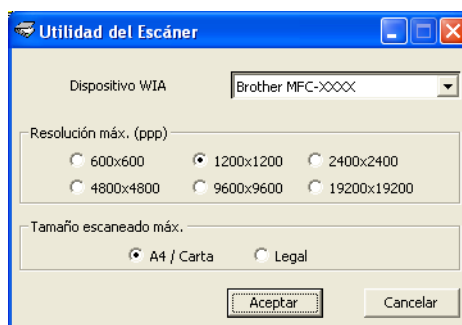 Utilidad del Escáner
Dispositivo WIA Brother MFC-XXXX
Resolución máx. (ppp)
600x600 1200x1200 2400x2400
4800x4800 9600x9600 19200x19200
Tamaño escaneado máx.
A4 / Carta Legal
Aceptar Cancelar